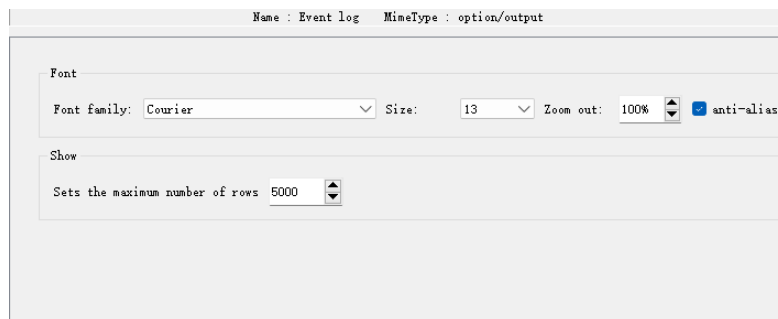 Name : Event log MimeType : option/output
Font
Font family: Courier Size: 13 Zoom out: 100% anti-alias
Show
Sets the maximum number of rows 5000